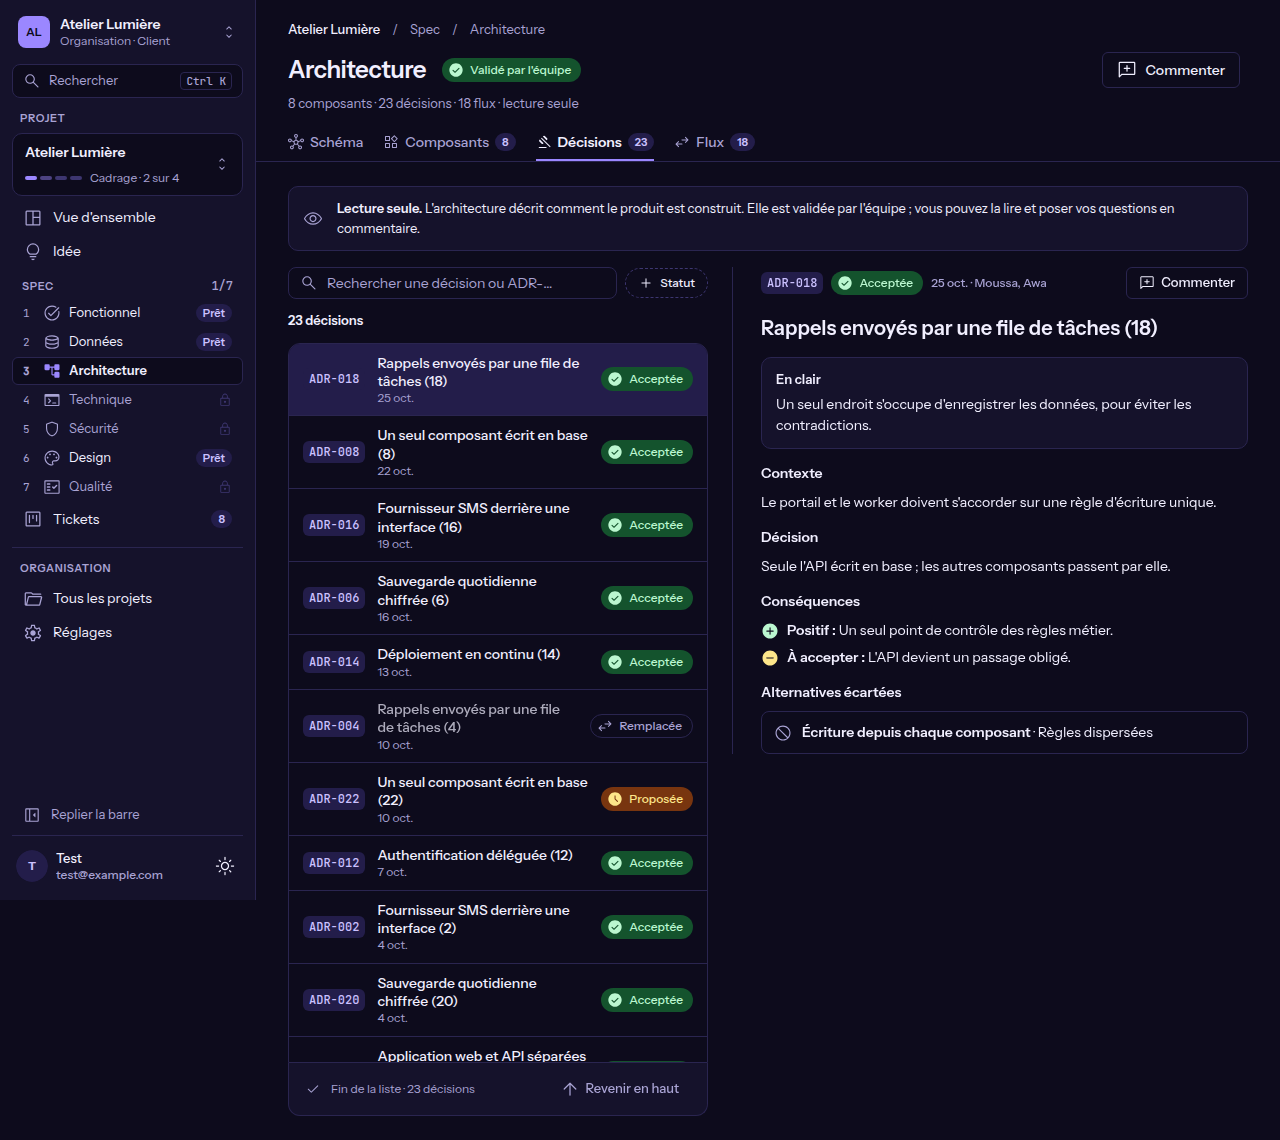 AL
Atelier Lumière
Organisation · Client
Rechercher
Ctrl K
PROJET
Atelier Lumière
Cadrage · 2 sur 4
Vue d'ensemble
Idée
SPEC 1/7
1 Fonctionnel Prêt
2 Données Prêt
3 Architecture
4 Technique
5 Sécurité
6 Design Prêt
7 Qualité
Tickets 8
ORGANISATION
Tous les projets
Réglages
Replier la barre
T
Test
test@example.com
Atelier Lumière / Spec / Architecture
Architecture
Validé par l'équipe
Commenter
8 composants · 23 décisions · 18 flux · lecture seule
Schéma
Composants 8
Décisions 23
Flux 18
Lecture seule. L'architecture décrit comment le produit est construit. Elle est validée par l'équipe ; vous pouvez la lire et poser vos questions en
commentaire.
Rechercher une décision ou ADR-...
Statut
23 décisions
ADR-018
Rappels envoyés par une file de
tâches (18)
25 oct.
Acceptée
ADR-008
Un seul composant écrit en base
(8)
22 oct.
Acceptée
ADR-016
Fournisseur SMS derrière une
interface (16)
19 oct.
Acceptée
ADR-006
Sauvegarde quotidienne
chiffrée (6)
16 oct.
Acceptée
ADR-014
Déploiement en continu (14)
13 oct.
Acceptée
ADR-004
Rappels envoyés par une file
de tâches (4)
10 oct.
Remplacée
ADR-022
Un seul composant écrit en base
(22)
10 oct.
Proposée
ADR-012
Authentification déléguée (12)
7 oct.
Acceptée
ADR-002
Fournisseur SMS derrière une
interface (2)
4 oct.
Acceptée
ADR-020
Sauvegarde quotidienne
chiffrée (20)
4 oct.
Acceptée
Application web et API séparées
Fin de la liste · 23 décisions
Revenir en haut
ADR-018
Acceptée
25 oct. · Moussa, Awa
Commenter
Rappels envoyés par une file de tâches (18)
En clair
Un seul endroit s'occupe d'enregistrer les données, pour éviter les
contradictions.
Contexte
Le portail et le worker doivent s'accorder sur une règle d'écriture unique.
Décision
Seule l'API écrit en base ; les autres composants passent par elle.
Conséquences
Positif : Un seul point de contrôle des règles métier.
À accepter : L'API devient un passage obligé.
Alternatives écartées
Écriture depuis chaque composant · Règles dispersées